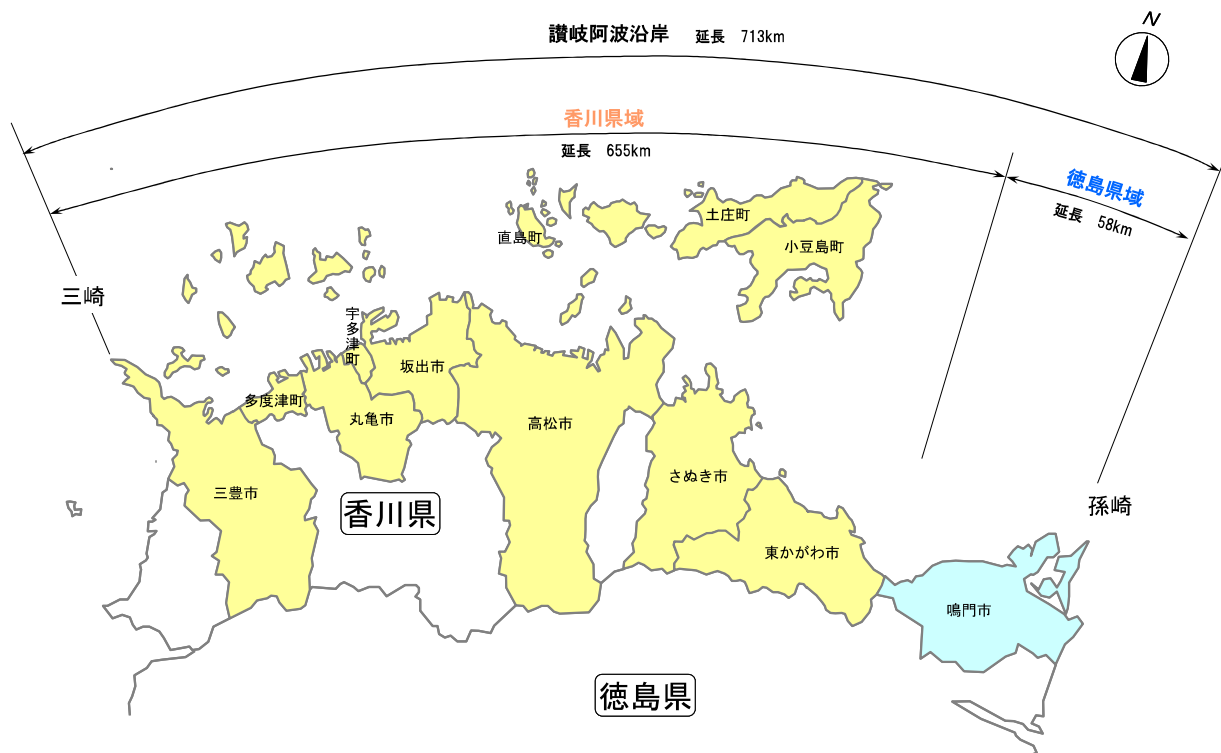 讃岐阿波沿岸 延長 713km
N
香川県域
延長 655km
徳島県域
延長 58km
三崎
直島町
土庄町
小豆島町
宇多津町
坂出市
多度津町
丸亀市
高松市
さぬき市
三豊市
香川県
東かがわ市
孫崎
鳴門市
徳島県